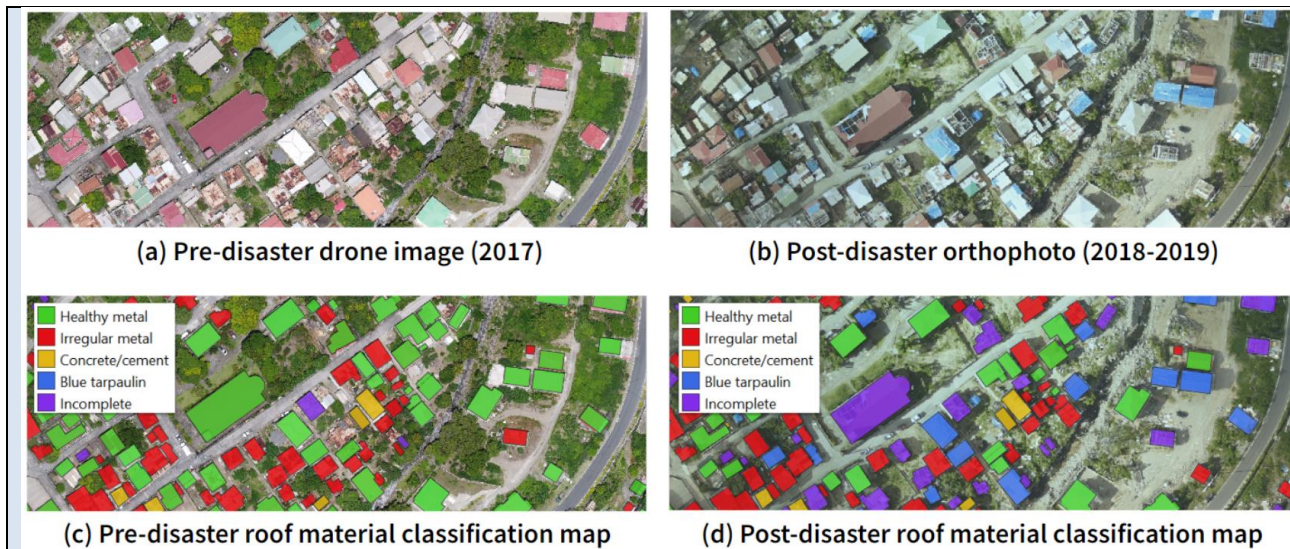 (a) Pre-disaster drone image (2017)
(b) Post-disaster orthophoto (2018-2019)
Healthy metal
Irregular metal
Concrete/cement
Blue tarpaulin
Incomplete
(c) Pre-disaster roof material classification map
Healthy metal
Irregular metal
Concrete/cement
Blue tarpaulin
Incomplete
(d) Post-disaster roof material classification map